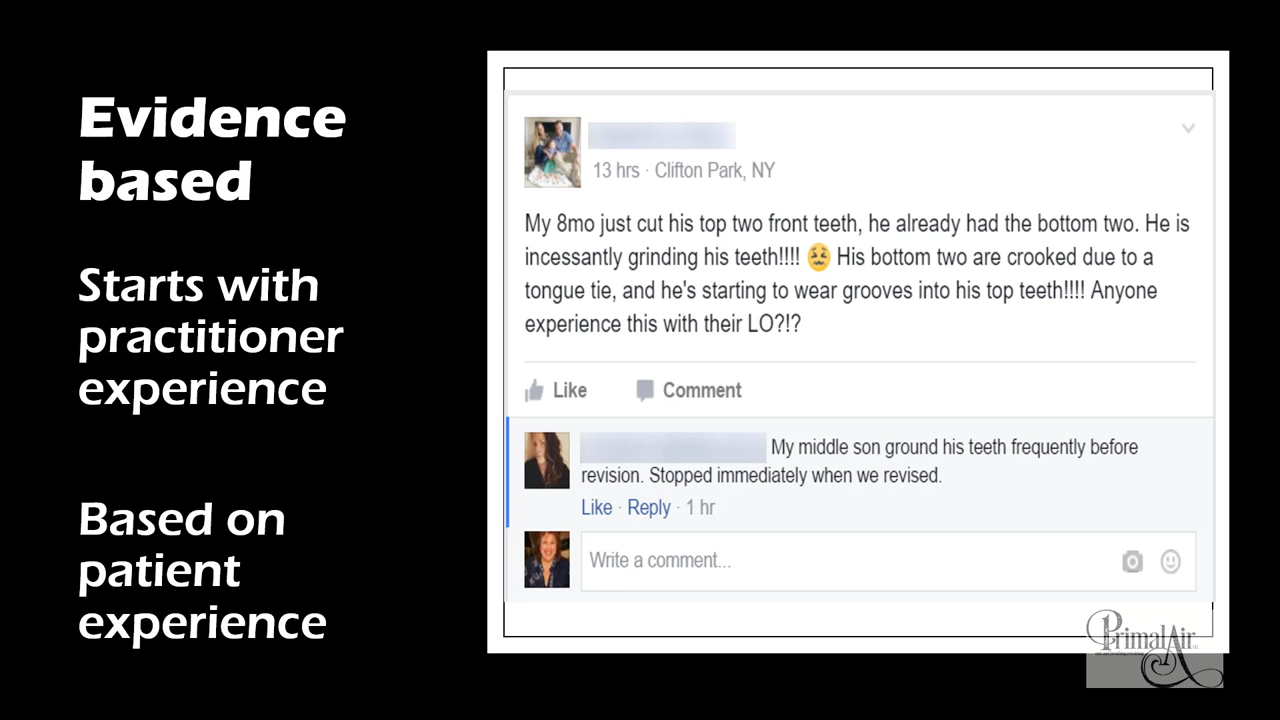 Evidence
based
Starts with
practitioner
experience
Based on
patient
experience
13 hrs · Clifton Park, NY
My 8mo just cut his top two front teeth, he already had the bottom two. He is
incessantly grinding his teeth!!!! 😖 His bottom two are crooked due to a
tongue tie, and he's starting to wear grooves into his top teeth!!!! Anyone
experience this with their LO?!?
Like Comment
My middle son ground his teeth frequently before
revision. Stopped immediately when we revised.
Like · Reply · 1 hr
Write a comment...
PrimalAir